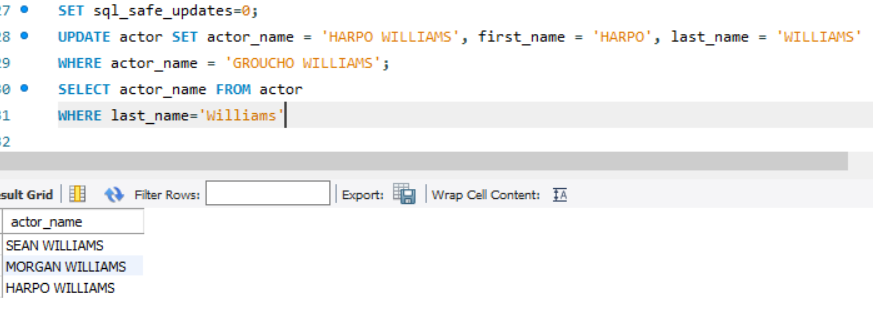 27 SET sql_safe_updates=0;
28 UPDATE actor SET actor_name = 'HARPO WILLIAMS', first_name = 'HARPO', last_name = 'WILLIAMS'
29 WHERE actor_name = 'GROUCHO WILLIAMS';
30 SELECT actor_name FROM actor
31 WHERE last_name='Williams'
32
sult Grid Filter Rows: Export: Wrap Cell Content: IA
actor_name
SEAN WILLIAMS
MORGAN WILLIAMS
HARPO WILLIAMS